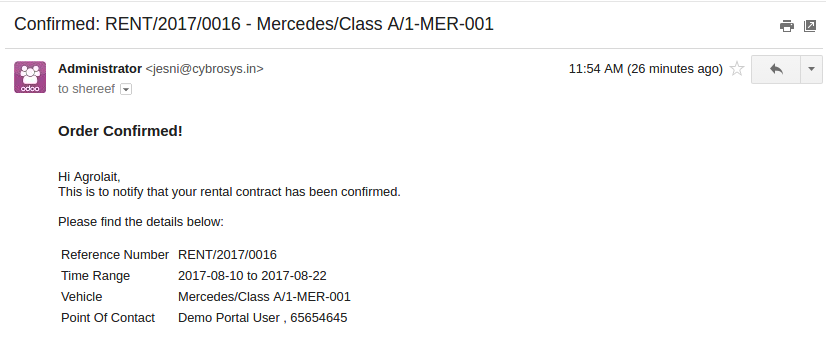 Confirmed: RENT/2017/0016 - Mercedes/Class A/1-MER-001
Administrator <jesni@cybrosys.in>
11:54 AM (26 minutes ago)
odoo
to shereef
Order Confirmed!
Hi Agrolait,
This is to notify that your rental contract has been confirmed.
Please find the details below:
Reference Number RENT/2017/0016
Time Range 2017-08-10 to 2017-08-22
Vehicle Mercedes/Class A/1-MER-001
Point Of Contact Demo Portal User , 65654645